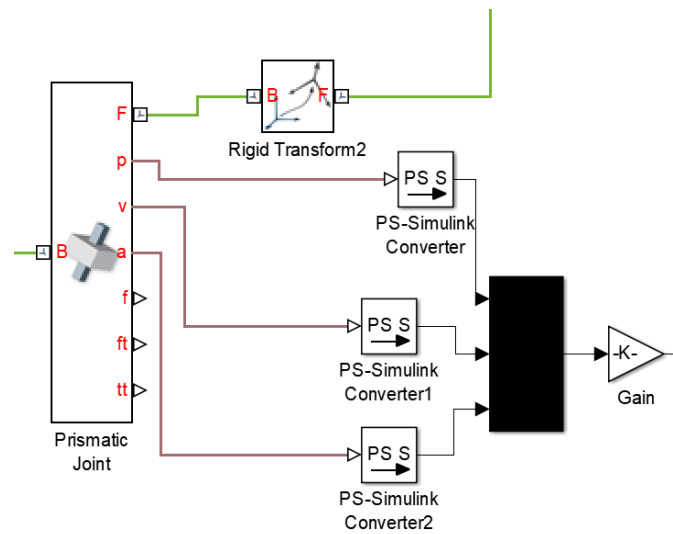 F
B
F
Rigid Transform2
p
PS S
PS-Simulink
Converter
v
B
a
f
PS S
PS-Simulink
Converter1
-K-
Gain
ft
tt
Prismatic
Joint
PS S
PS-Simulink
Converter2